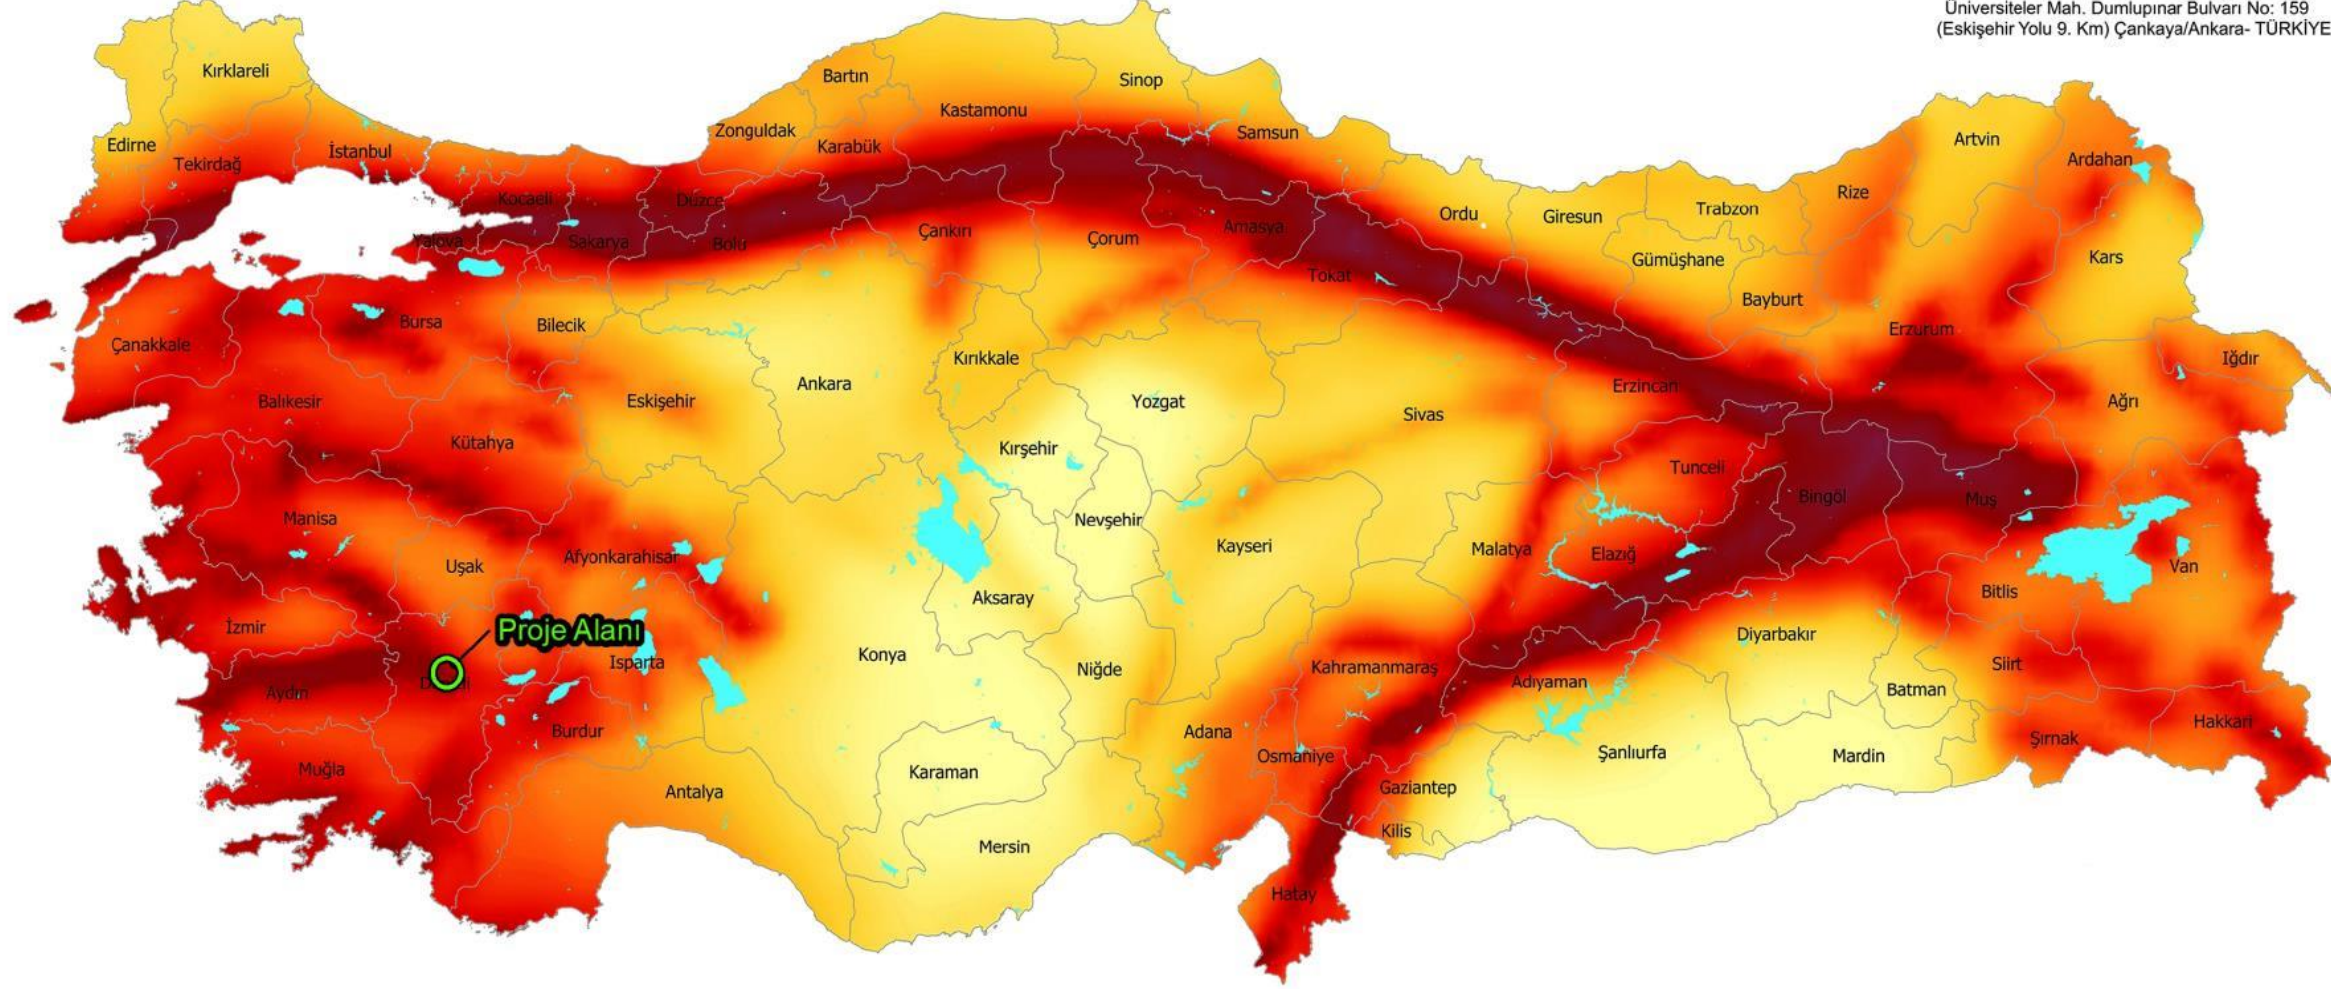 Üniversiteler Mah. Dumlupınar Bulvarı No: 159
(Eskişehir Yolu 9. Km) Çankaya/Ankara- TÜRKİYE
Kırklareli
Bartın
Sinop
Kastamonu
Edirne
Tekirdağ
İstanbul
Zonguldak
Karabük
Samsun
Artvin
Ardahan
Kocaeli
Düzce
Rize
Yalova
Sakarya
Bolu
Çankırı
Çorum
Amasya
Ordu
Giresun
Trabzon
Tokat
Gümüşhane
Kars
Bayburt
Çanakkale
Bursa
Bilecik
Erzurum
Kırıkkale
Iğdır
Balıkesir
Eskişehir
Ankara
Yozgat
Sivas
Erzincan
Ağrı
Kütahya
Kırşehir
Tunceli
Manisa
Nevşehir
Bingöl
Muş
Uşak
Afyonkarahisar
Kayseri
Malatya
Elazığ
Van
İzmir
Proje Alanı
Aksaray
Bitlis
Isparta
Konya
Niğde
Kahramanmaraş
Diyarbakır
Siirt
Aydın
Adıyaman
Batman
Burdur
Adana
Hakkari
Muğla
Osmaniye
Şanlıurfa
Mardin
Şırnak
Antalya
Karaman
Gaziantep
Mersin
Kilis
Hatay